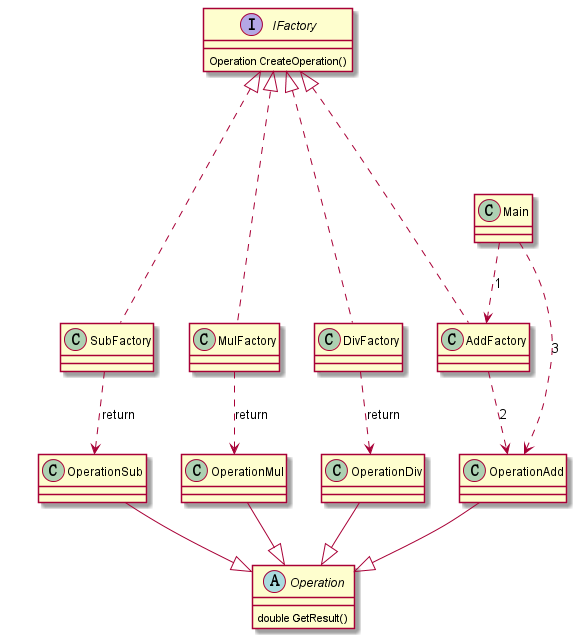 I IFactory
Operation CreateOperation()
C Main
1
C SubFactory
C MulFactory
C DivFactory
C AddFactory
3
return
return
return
2
C OperationSub
C OperationMul
C OperationDiv
C OperationAdd
A Operation
double GetResult()